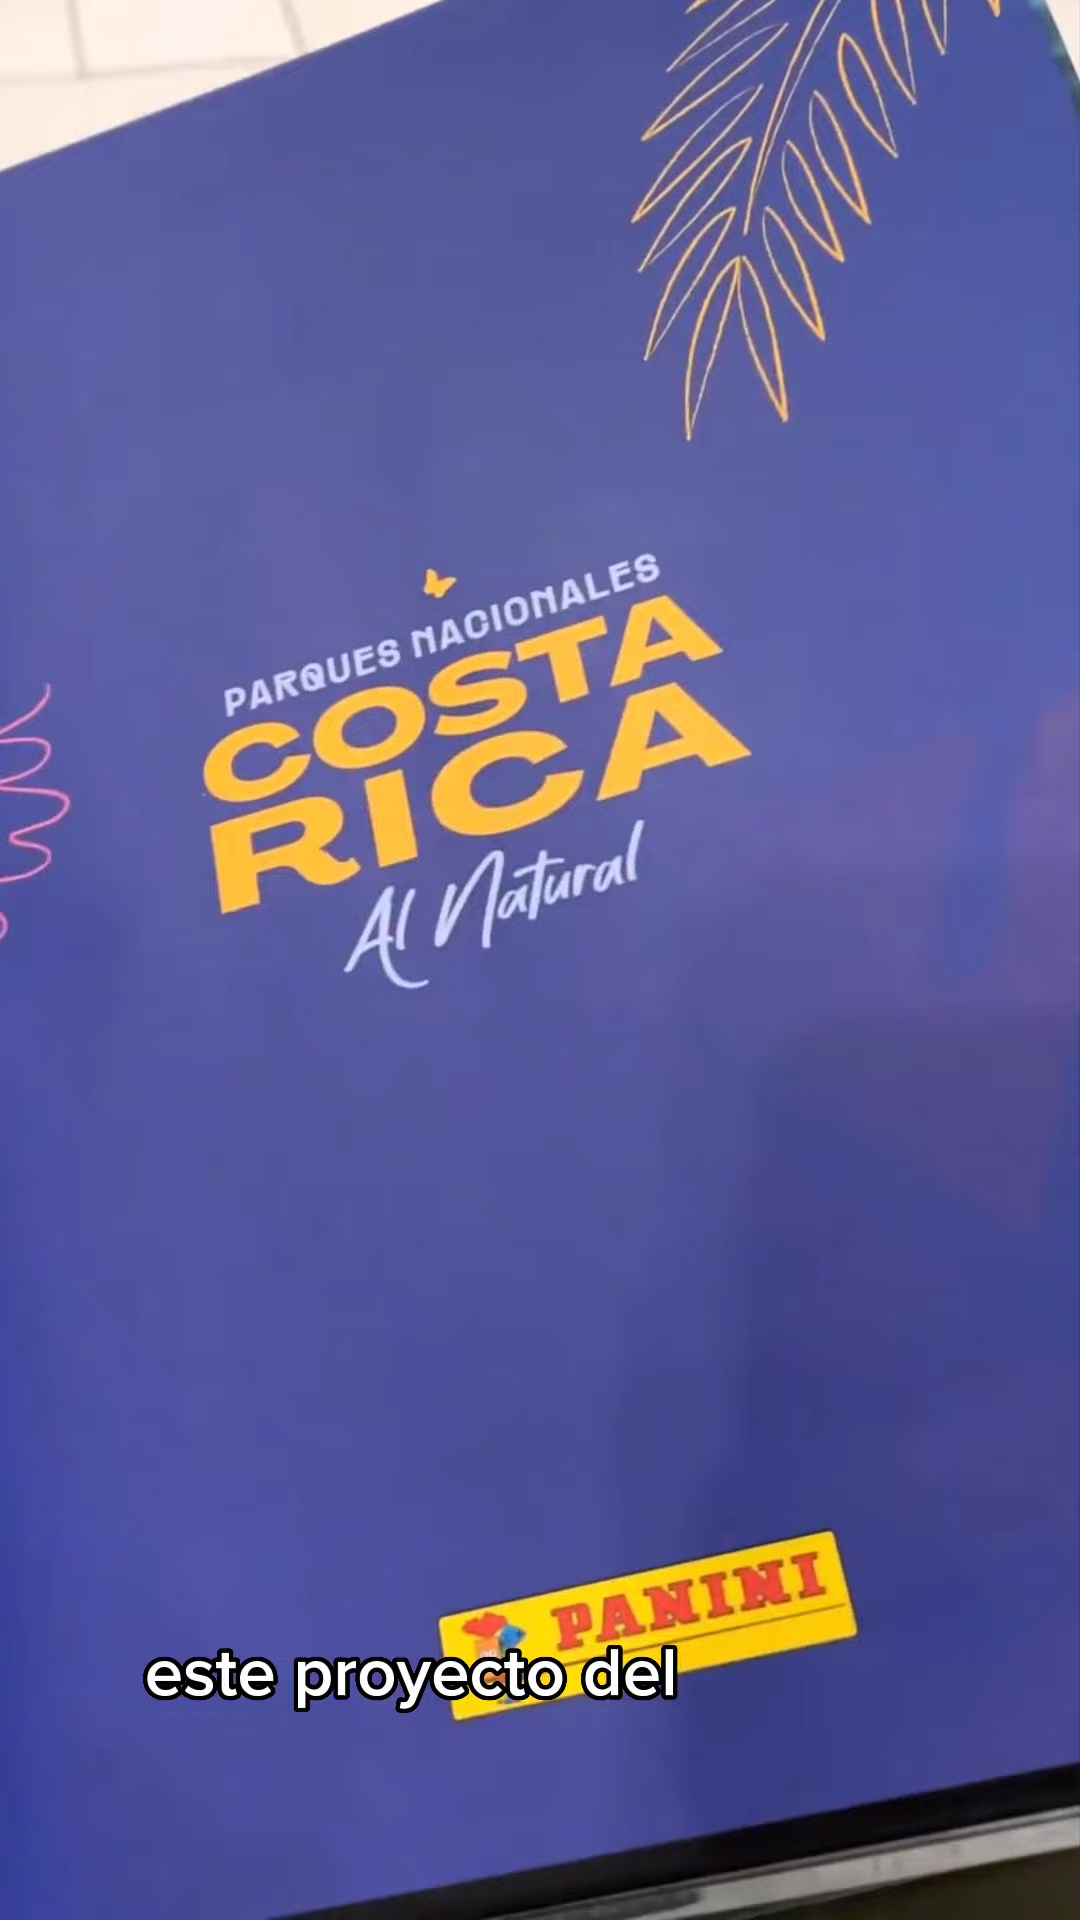 PARQUES NACIONALES
COSTA
RICA
Al Natural
PANINI
este proyecto del